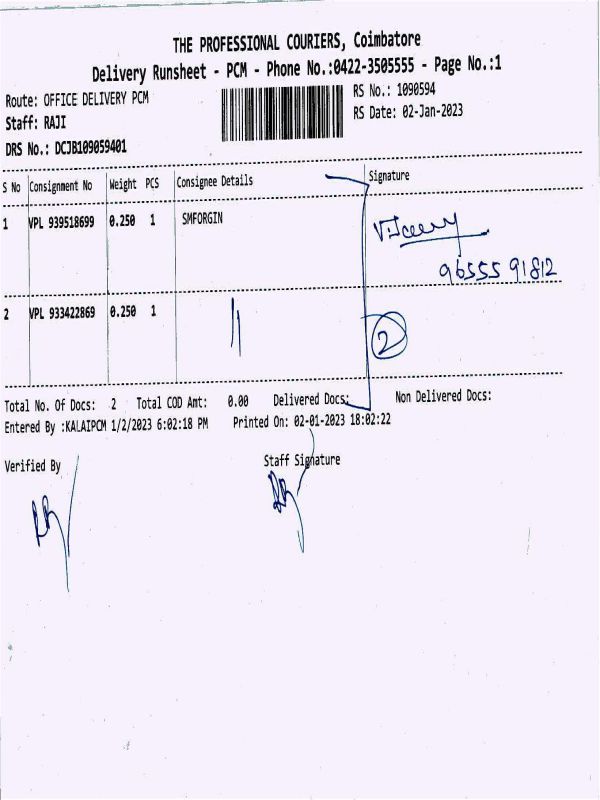 THE PROFESSIONAL COURIERS, Coimbatore
Delivery Runsheet - PCM - Phone No.:0422-3505555 - Page No.:1
Route: OFFICE DELIVERY PCM
RS No.: 1090594
Staff: RAJI
RS Date: 02-Jan-2023
DRS No.: DCJB109059401
S No Consignment No Weight PCS Consignee Details Signature
1 VPL 939518699 0.250 1 SMFORGIN
96555 91812
2 VPL 933422869 0.250 1 11
2
Total No. Of Docs: 2 Total COD Amt: 0.00 Delivered Docs: Non Delivered Docs:
Entered By :KALAIPCM 1/2/2023 6:02:18 PM Printed On: 02-01-2023 18:02:22
Verified By Staff Signature